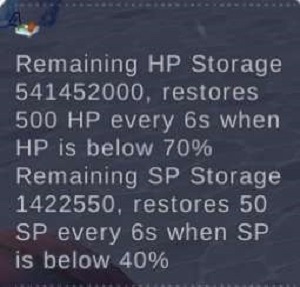 Remaining HP Storage
541452000, restores
500 HP every 6s when
HP is below 70%
Remaining SP Storage
1422550, restores 50
SP every 6s when SP
is below 40%